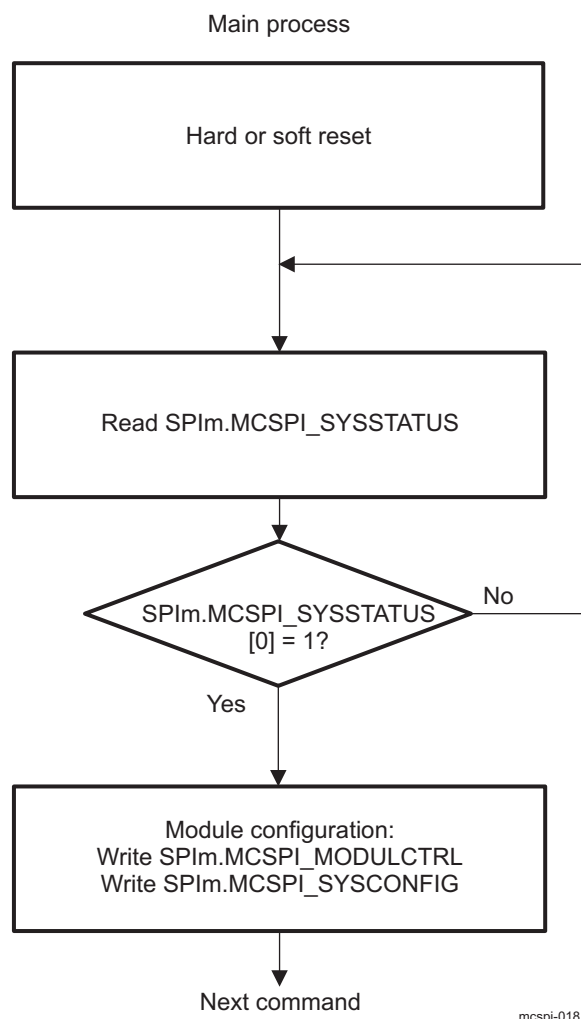 Main process
Hard or soft reset
Read SPIm.MCSPI_SYSSTATUS
SPIm.MCSPI_SYSSTATUS
[0] = 1?
No
Yes
Module configuration:
Write SPIm.MCSPI_MODULCTRL
Write SPIm.MCSPI_SYSCONFIG
Next command
mcspi-018